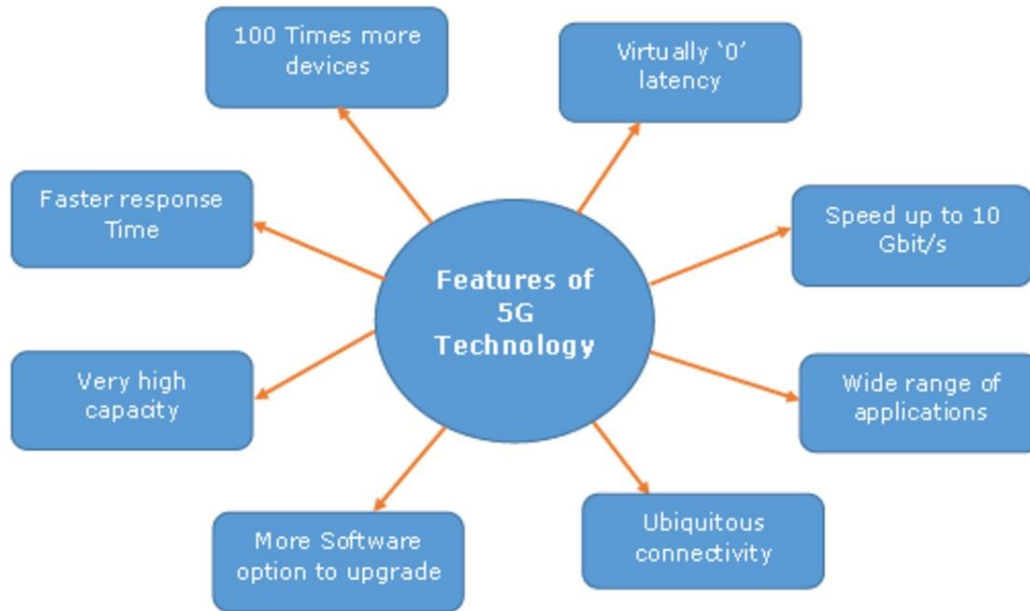 100 Times more
devices
Virtually ‘0’
latency
Faster response
Time
Speed up to 10
Gbit/s
Features of
5G
Technology
Very high
capacity
Wide range of
applications
More Software
option to upgrade
Ubiquitous
connectivity